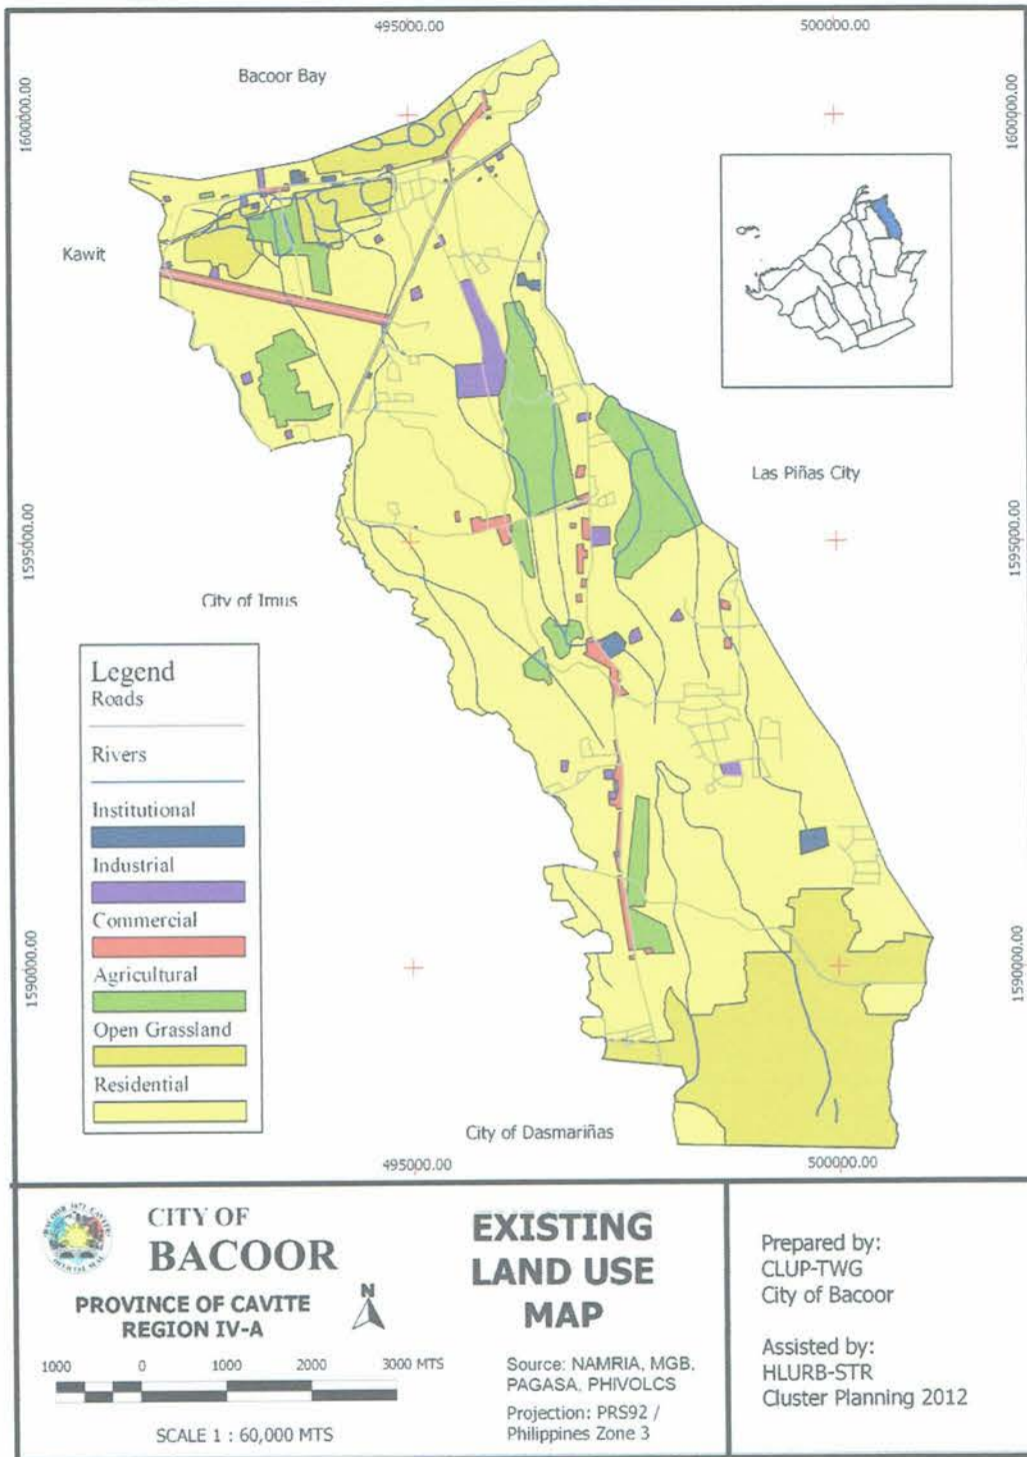 495000.00
500000.00
1600000.00
1600000.00
Bacoor Bay
Kawit
Las Piñas City
1595000.00
1595000.00
City of Imus
Legend
Roads
Rivers
Institutional
Industrial
Commercial
Agricultural
Open Grassland
Residential
1590000.00
1590000.00
City of Dasmariñas
495000.00
500000.00
CITY OF
BACOOR
PROVINCE OF CAVITE
REGION IV-A
N
1000 0 1000 2000 3000 MTS
SCALE 1 : 60,000 MTS
EXISTING
LAND USE
MAP
Source: NAMRIA, MGB,
PAGASA, PHIVOLCS
Projection: PRS92 /
Philippines Zone 3
Prepared by:
CLUP-TWG
City of Bacoor
Assisted by:
HLURB-STR
Cluster Planning 2012